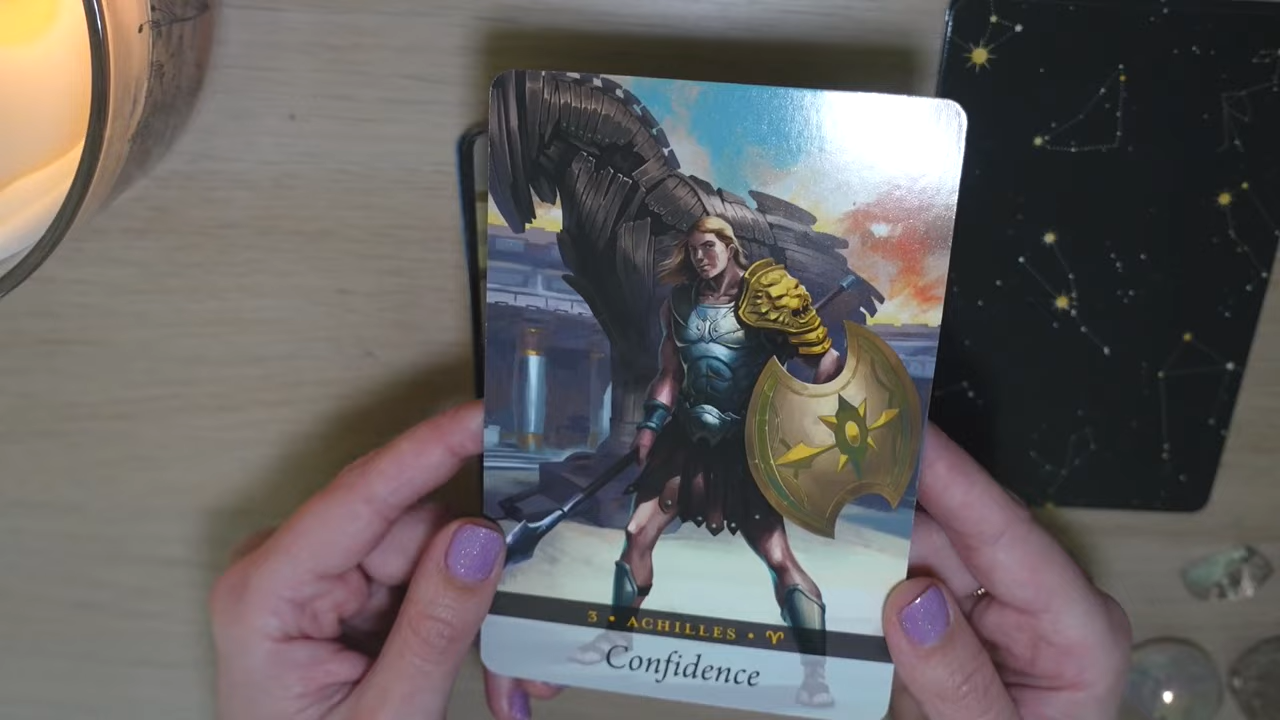 3 • ACHILLES • ♈
Confidence